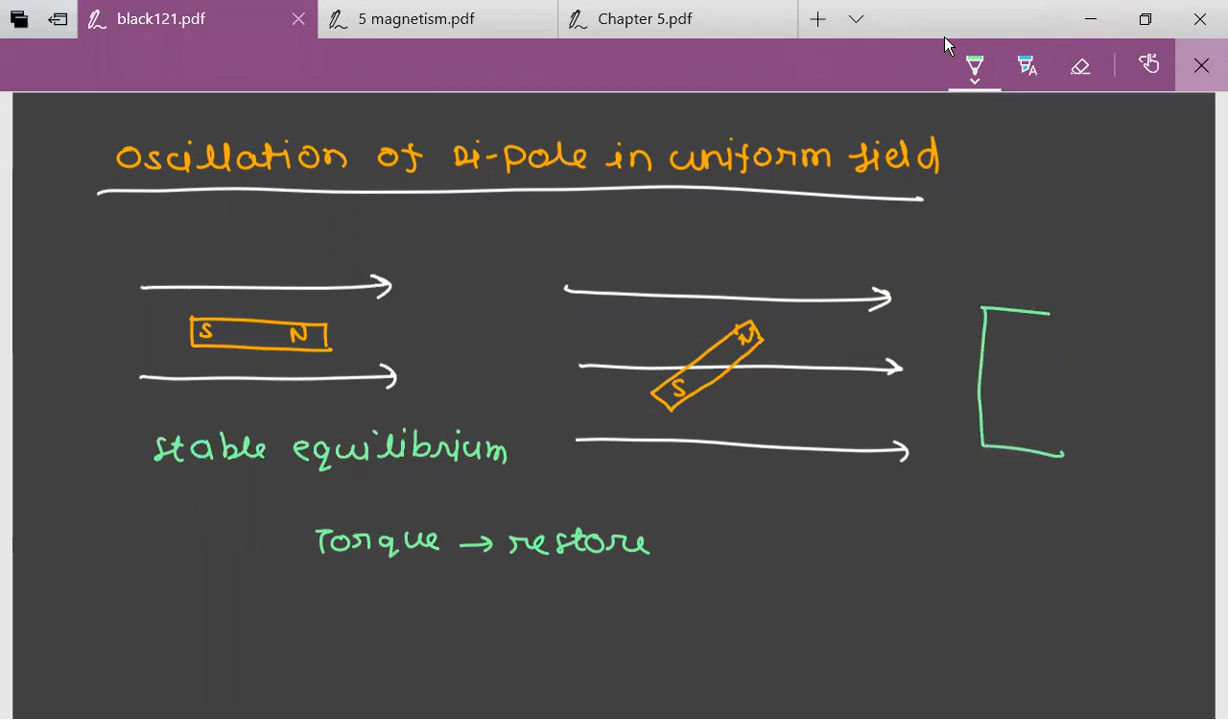 black121.pdf
5 magnetism.pdf
Chapter 5.pdf
Oscillation of Di-pole in uniform field
S N
N
S
stable equilibrium
Torque → restore